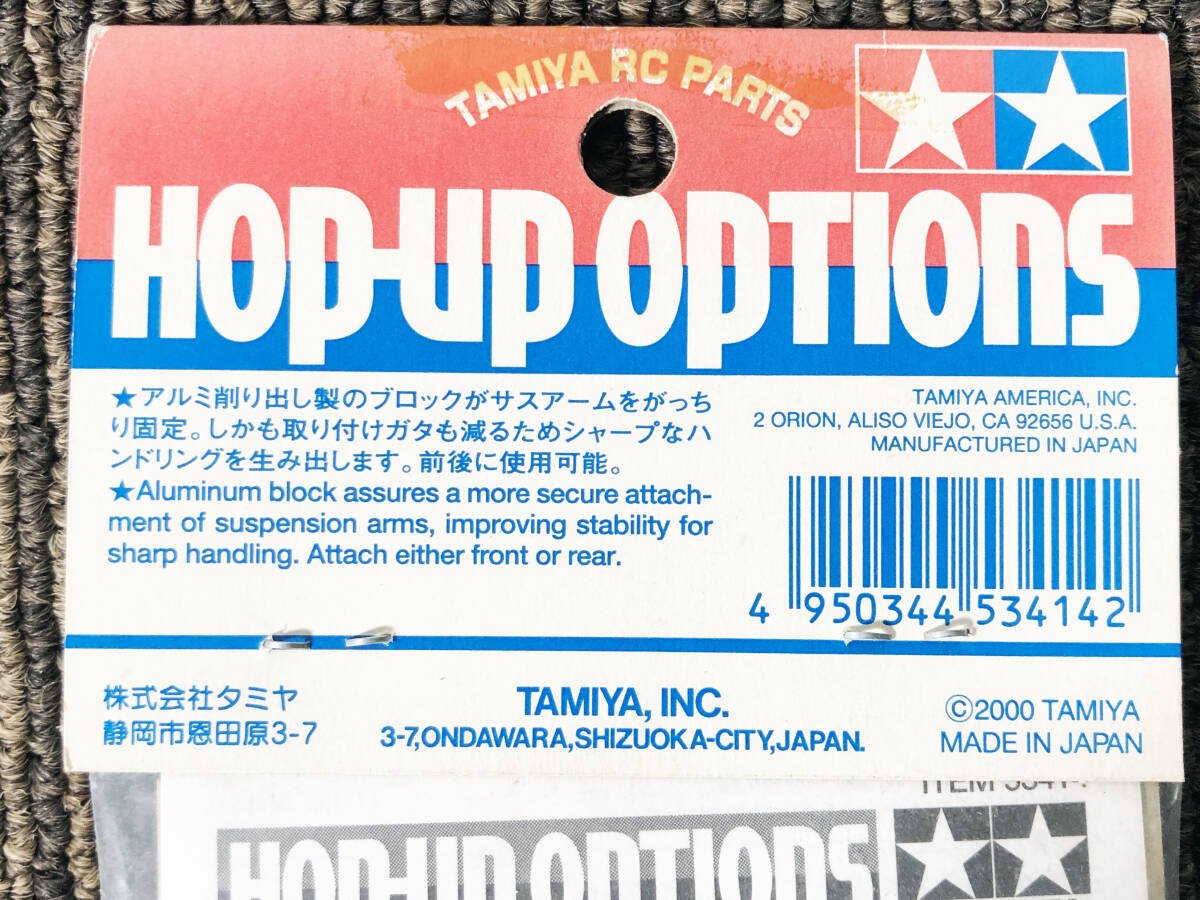 TAMIYA RC PARTS
HOP-UP OPTIONS
★アルミ削り出し製のブロックがサスアームをがっち
り固定。しかも取り付けガタも減るためシャープなハ
ンドリングを生み出します。前後に使用可能。
★Aluminum block assures a more secure attach-
ment of suspension arms, improving stability for
sharp handling. Attach either front or rear.
TAMIYA AMERICA, INC.
2 ORION, ALISO VIEJO, CA 92656 U.S.A.
MANUFACTURED IN JAPAN
4 950344 534142
株式会社タミヤ
静岡市恩田原3-7
TAMIYA, INC.
3-7,ONDAWARA,SHIZUOKA-CITY,JAPAN.
©2000 TAMIYA
MADE IN JAPAN
ITEM
HOP-UP OPTIONS